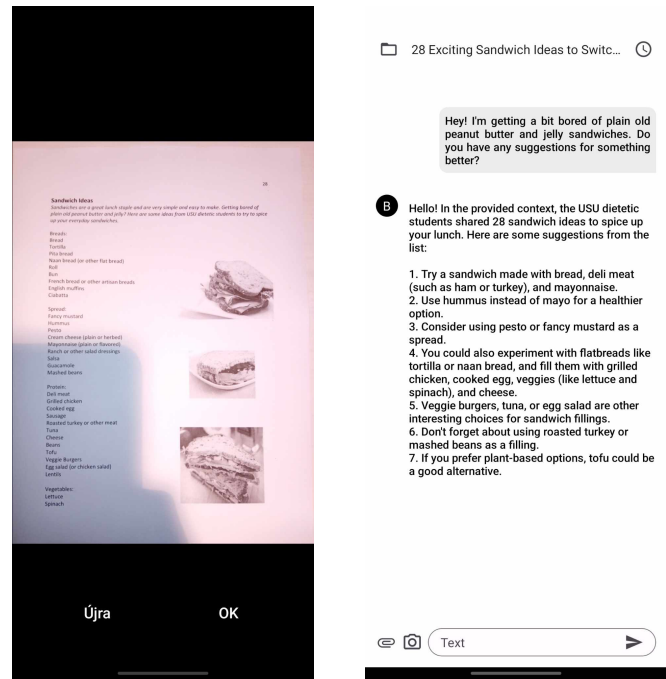 28
Sandwich Ideas
Sandwiches are a great lunch staple and are very simple and easy to make. Getting bored of
plain old peanut butter and jelly? Here are some ideas from USU dietetic students to try to spice
up your everyday sandwiches.
Breads:
Bread
Tortilla
Pita bread
Naan bread (or other flat bread)
Roll
Bun
French bread or other artisan breads
English muffins
Ciabatta
Spread:
Fancy mustard
Hummus
Pesto
Cream cheese (plain or herbed)
Mayonnaise (plain or flavored)
Ranch or other salad dressings
Salsa
Guacamole
Mashed beans
Protein:
Deli meat
Grilled chicken
Cooked egg
Sausage
Roasted turkey or other meat
Tuna
Cheese
Beans
Tofu
Veggie Burgers
Egg salad (or chicken salad)
Lentils
Vegetables:
Lettuce
Spinach
Újra
OK
28 Exciting Sandwich Ideas to Switc...
Hey! I'm getting a bit bored of plain old
peanut butter and jelly sandwiches. Do
you have any suggestions for something
better?
B
Hello! In the provided context, the USU dietetic
students shared 28 sandwich ideas to spice up
your lunch. Here are some suggestions from the
list:
1. Try a sandwich made with bread, deli meat
(such as ham or turkey), and mayonnaise.
2. Use hummus instead of mayo for a healthier
option.
3. Consider using pesto or fancy mustard as a
spread.
4. You could also experiment with flatbreads like
tortilla or naan bread, and fill them with grilled
chicken, cooked egg, veggies (like lettuce and
spinach), and cheese.
5. Veggie burgers, tuna, or egg salad are other
interesting choices for sandwich fillings.
6. Don't forget about using roasted turkey or
mashed beans as a filling.
7. If you prefer plant-based options, tofu could be
a good alternative.
Text